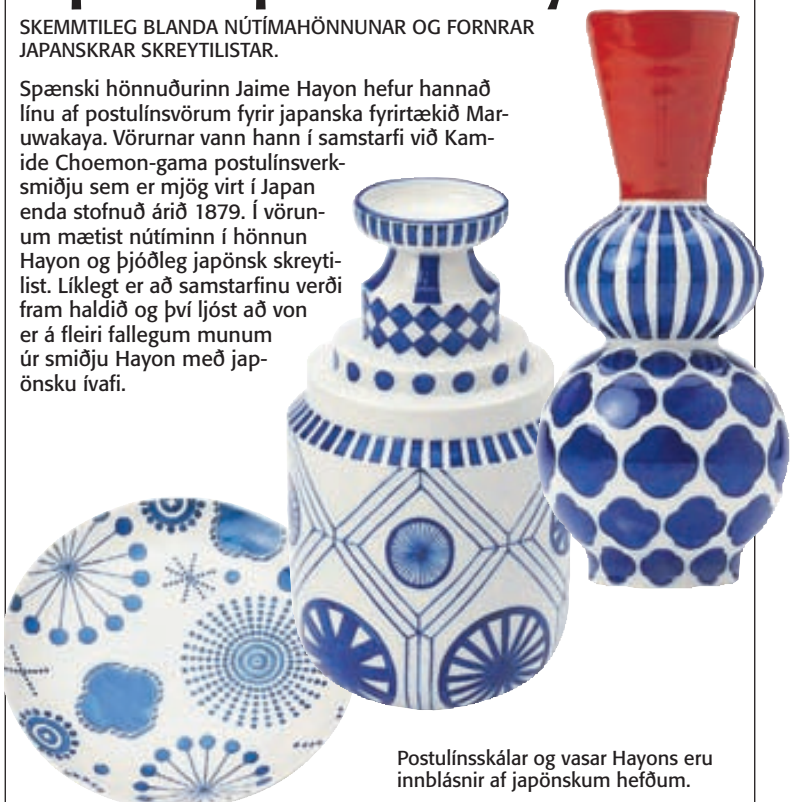 SKEMMTILEG BLANDA NÚTÍMAHÖNNUNAR OG FORNRAR
JAPANSKRAR SKREYTILISTAR.
Spænski hönnuðurinn Jaime Hayon hefur hannað
línu af postulínsvörum fyrir japanska fyrirtækið Mar-
uwakaya. Vörurnar vann hann í samstarfi við Kam-
ide Choemon-gama postulínsverk-
smiðju sem er mjög virt í Japan
enda stofnuð árið 1879. Í vörun-
um mætist nútíminn í hönnun
Hayon og þjóðleg japönsk skreyti-
list. Líklegt er að samstarfinu verði
fram haldið og því ljóst að von
er á fleiri fallegum munum
úr smiðju Hayon með jap-
önsku ívafi.
Postulínsskálar og vasar Hayons eru
innblásnir af japönskum hefðum.